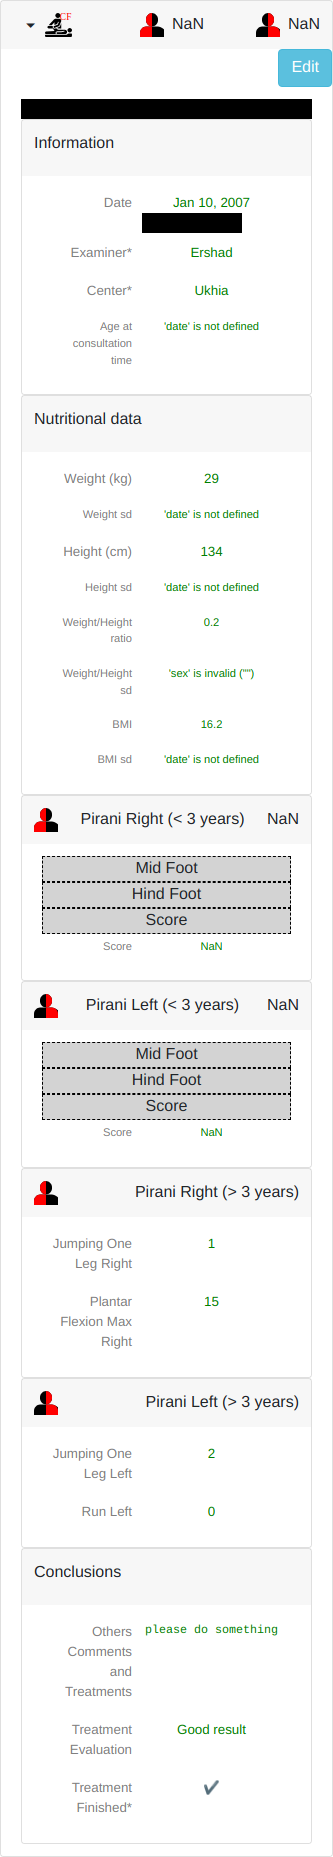 CF NaN NaN
Edit
Information
Date Jan 10, 2007
Examiner* Ershad
Center* Ukhia
Age at 'date' is not defined
consultation
time
Nutritional data
Weight (kg) 29
Weight sd 'date' is not defined
Height (cm) 134
Height sd 'date' is not defined
Weight/Height 0.2
ratio
Weight/Height 'sex' is invalid ("")
sd
BMI 16.2
BMI sd 'date' is not defined
Pirani Right (< 3 years) NaN
Mid Foot
Hind Foot
Score
Score NaN
Pirani Left (< 3 years) NaN
Mid Foot
Hind Foot
Score
Score NaN
Pirani Right (> 3 years)
Jumping One 1
Leg Right
Plantar 15
Flexion Max
Right
Pirani Left (> 3 years)
Jumping One 2
Leg Left
Run Left 0
Conclusions
Others please do something
Comments
and
Treatments
Treatment Good result
Evaluation
Treatment ✔
Finished*